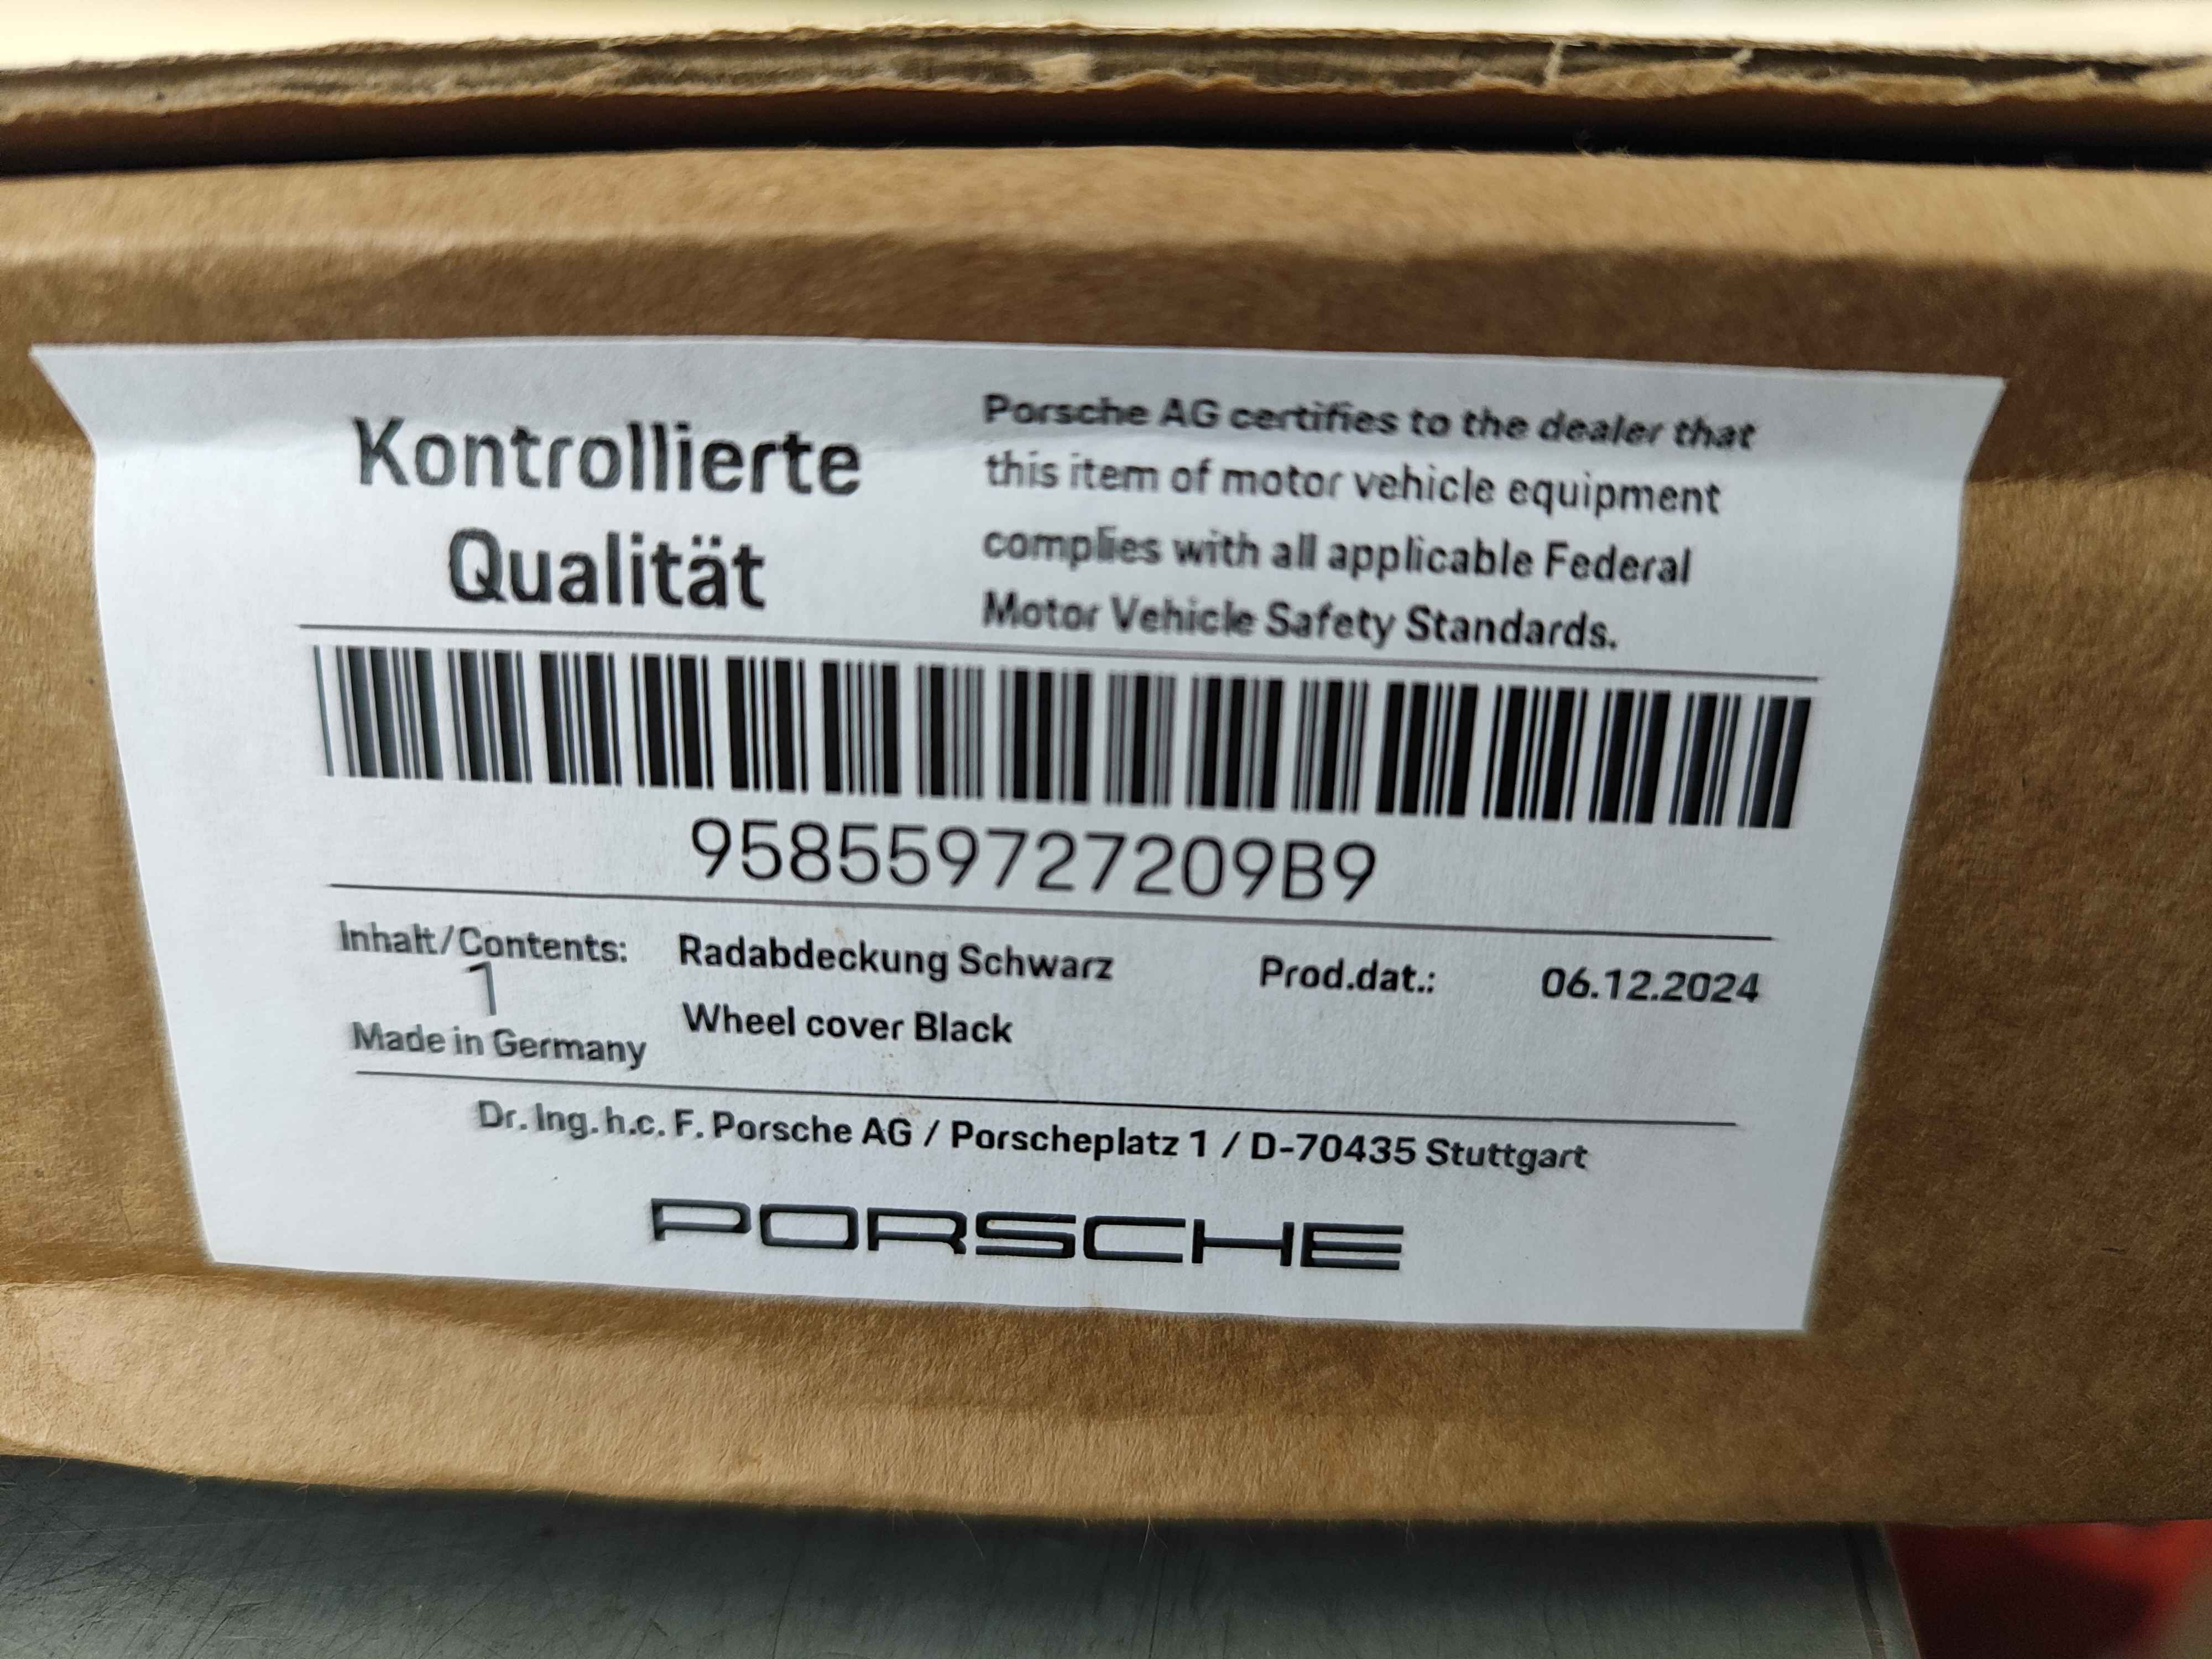 Kontrollierte
Qualität
Porsche AG certifies to the dealer that
this item of motor vehicle equipment
complies with all applicable Federal
Motor Vehicle Safety Standards.
958559727209B9
Inhalt/Contents:
1
Made in Germany
Radabdeckung Schwarz
Wheel cover Black
Prod.dat.: 06.12.2024
Dr. Ing. h.c. F. Porsche AG / Porscheplatz 1 / D-70435 Stuttgart
PORSCHE